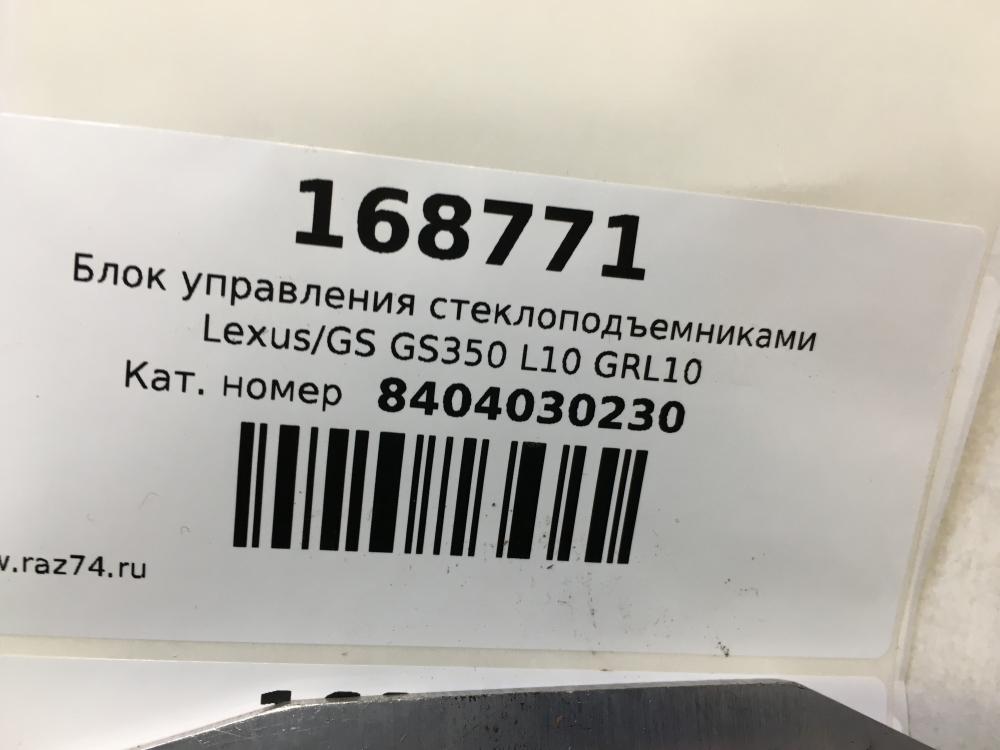 168771
Блок управления стеклоподъемниками
Lexus/GS GS350 L10 GRL10
Кат. номер 8404030230
.raz74.ru